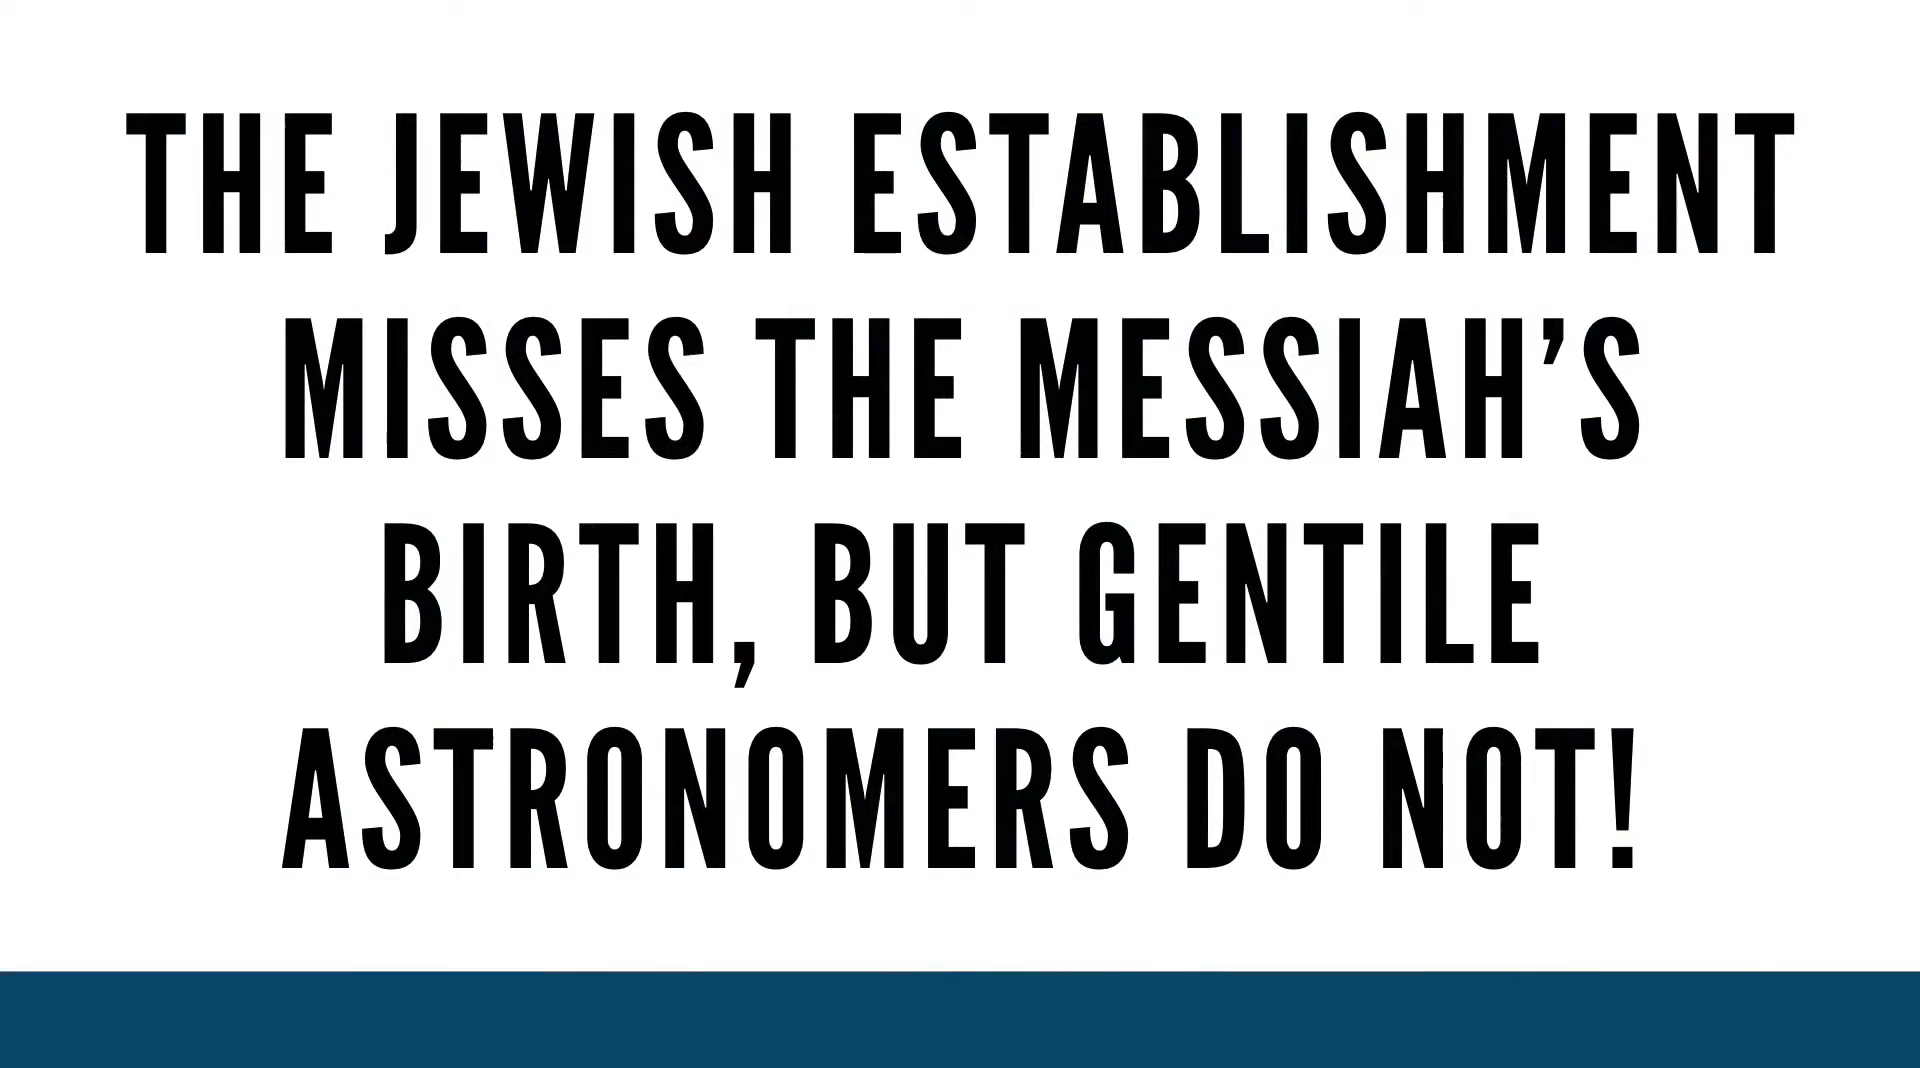 THE JEWISH ESTABLISHMENT
MISSES THE MESSIAH’S
BIRTH, BUT GENTILE
ASTRONOMERS DO NOT!